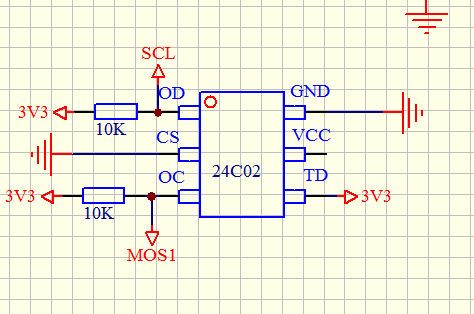 SCL
OD
GND
3V3
10K
CS
VCC
24C02
OC
TD
3V3
3V3
10K
MOS1